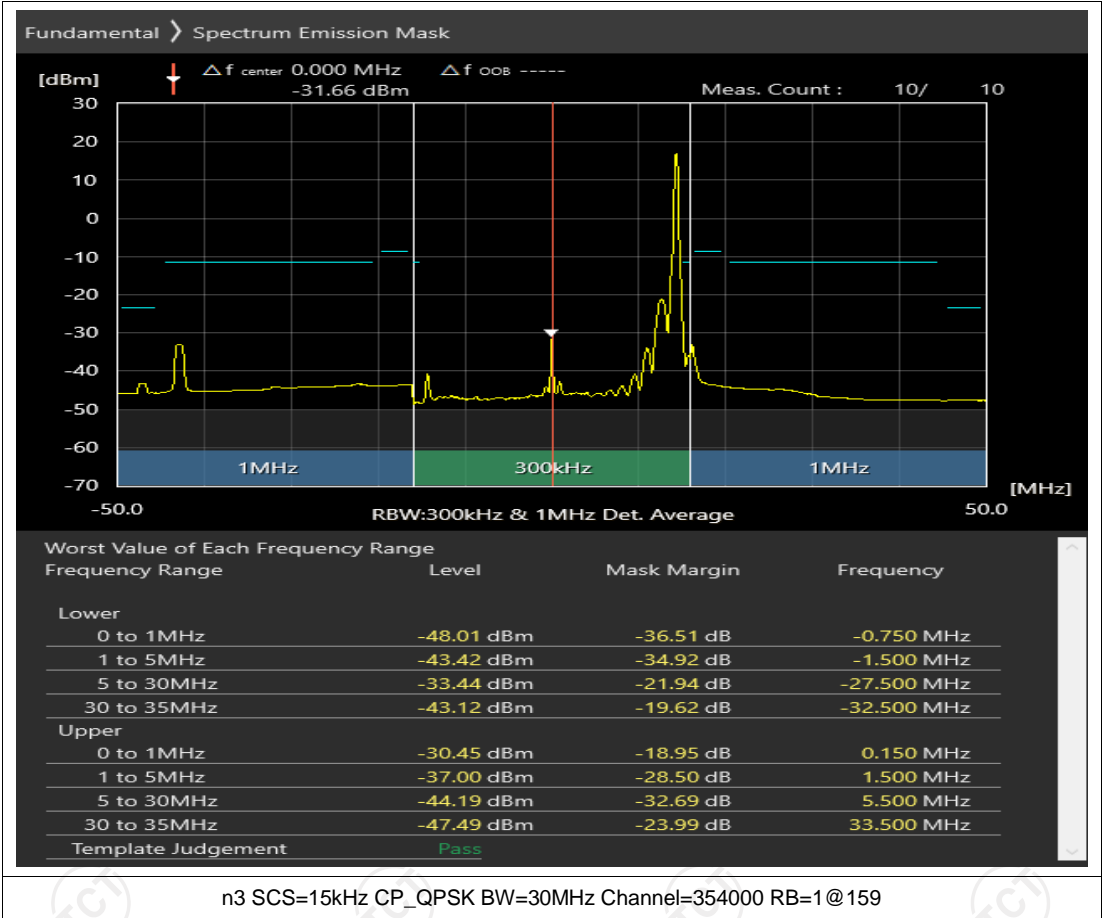 Fundamental ❯ Spectrum Emission Mask
△f center 0.000 MHz △f OOB -----
[dBm] -31.66 dBm Meas. Count : 10/ 10
30
20
10
0
-10
-20
-30
-40
-50
-60
-70
1MHz 300kHz 1MHz
[MHz]
-50.0 RBW:300kHz & 1MHz Det. Average 50.0
Worst Value of Each Frequency Range
Frequency Range Level Mask Margin Frequency
Lower
0 to 1MHz -48.01 dBm -36.51 dB -0.750 MHz
1 to 5MHz -43.42 dBm -34.92 dB -1.500 MHz
5 to 30MHz -33.44 dBm -21.94 dB -27.500 MHz
30 to 35MHz -43.12 dBm -19.62 dB -32.500 MHz
Upper
0 to 1MHz -30.45 dBm -18.95 dB 0.150 MHz
1 to 5MHz -37.00 dBm -28.50 dB 1.500 MHz
5 to 30MHz -44.19 dBm -32.69 dB 5.500 MHz
30 to 35MHz -47.49 dBm -23.99 dB 33.500 MHz
Template Judgement Pass
n3 SCS=15kHz CP_QPSK BW=30MHz Channel=354000 RB=1@159
TCT TCT TCT TCT